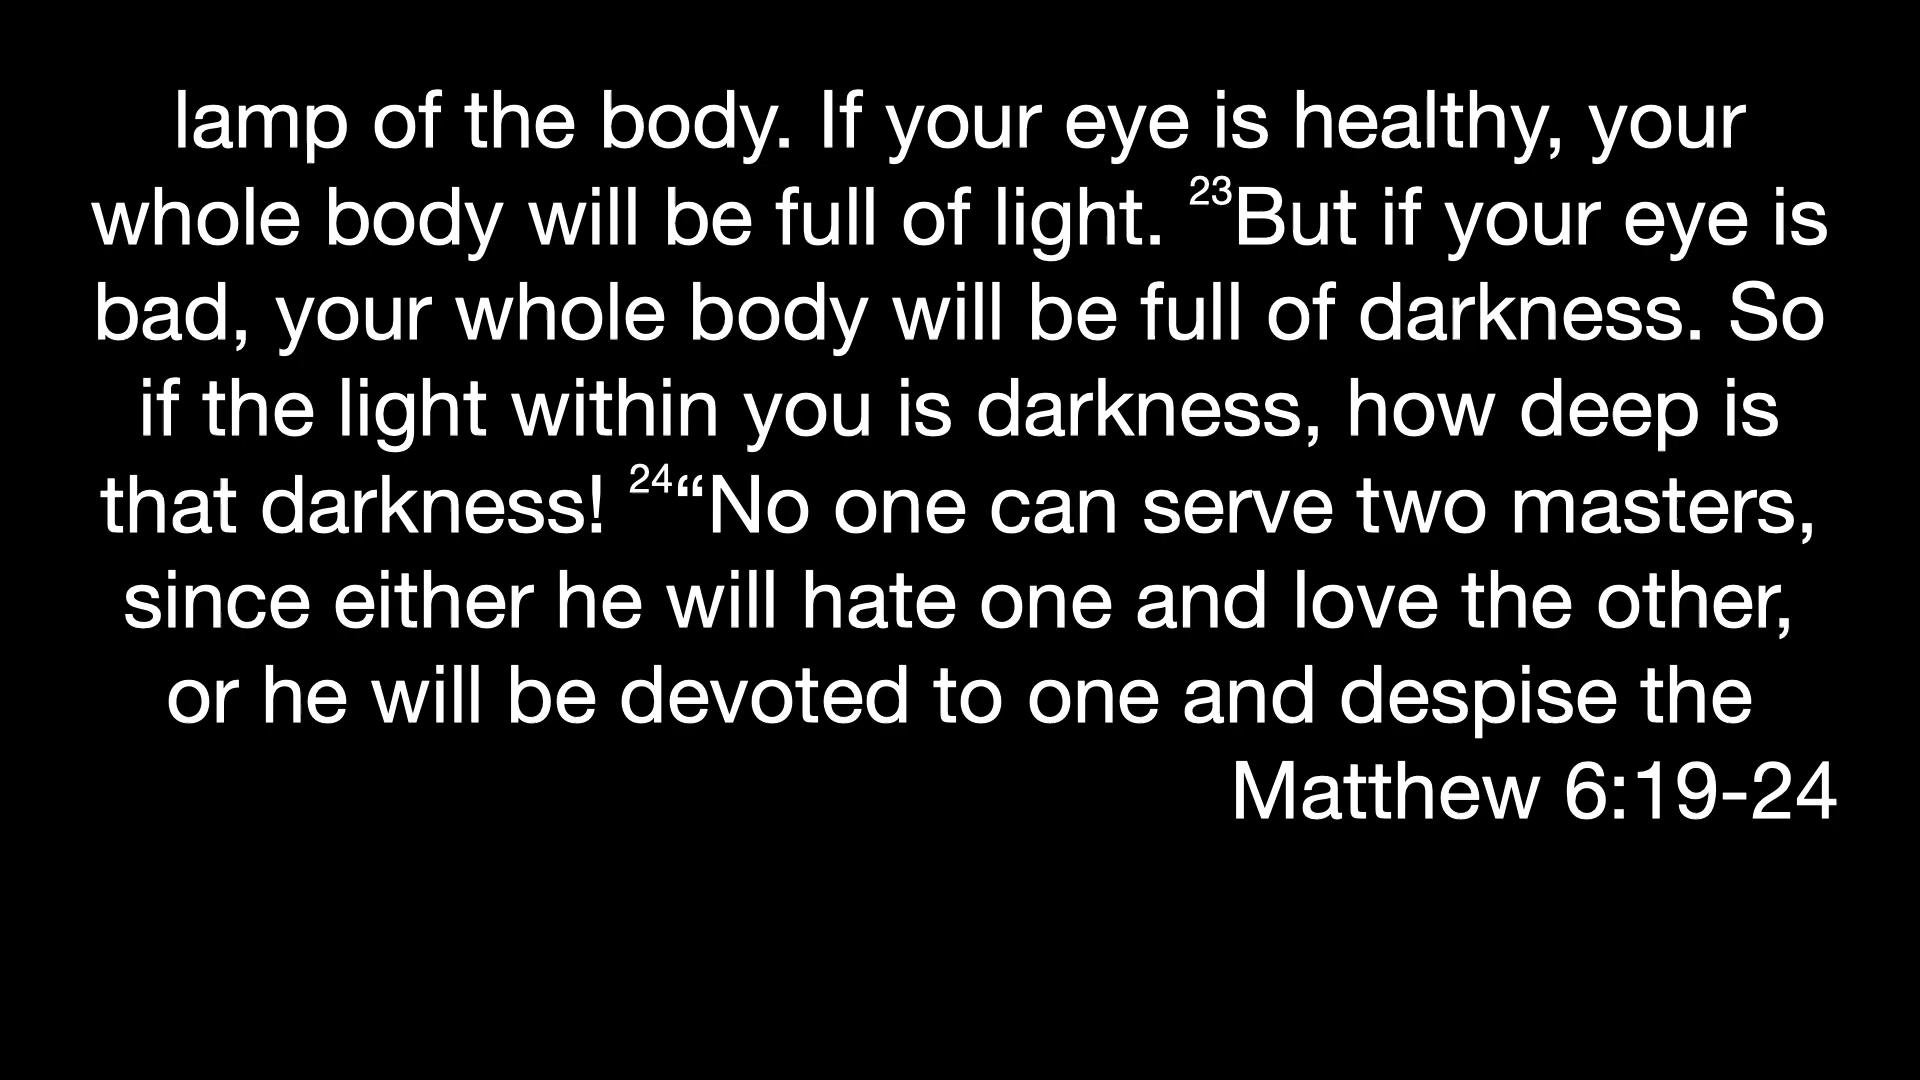 lamp of the body. If your eye is healthy, your
whole body will be full of light. ²³But if your eye is
bad, your whole body will be full of darkness. So
if the light within you is darkness, how deep is
that darkness! ²⁴“No one can serve two masters,
since either he will hate one and love the other,
or he will be devoted to one and despise the
Matthew 6:19-24